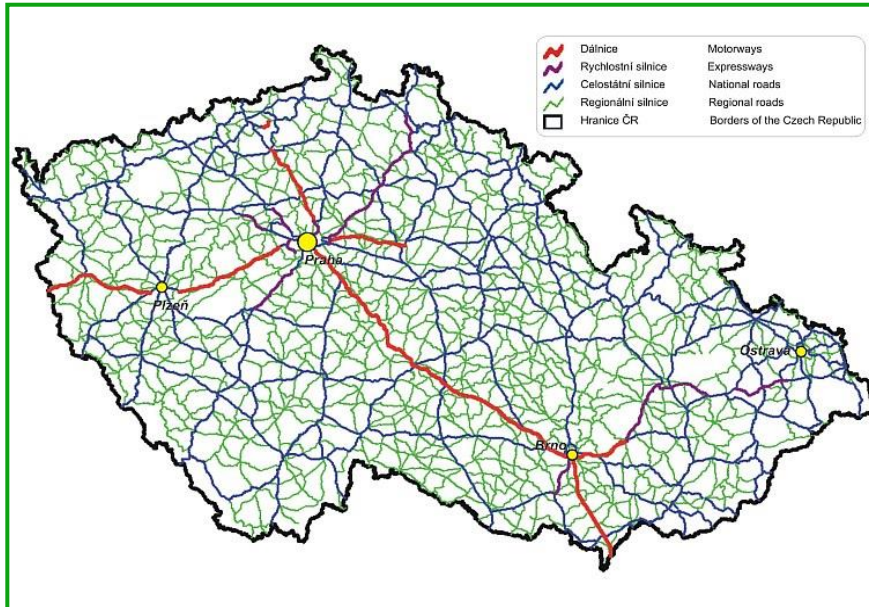 Dálnice Motorways
Rychlostní silnice Expressways
Celostátní silnice National roads
Regionální silnice Regional roads
Hranice ČR Borders of the Czech Republic
Praha
Plzeň
Ostrava
Brno